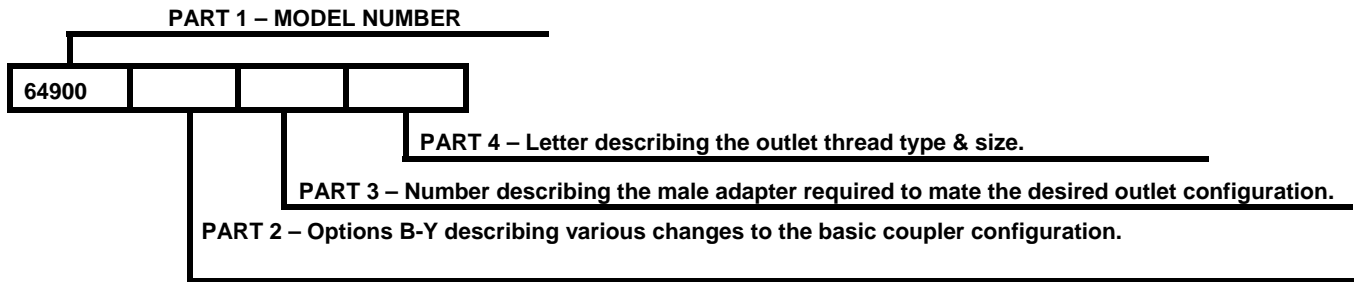 PART 1 – MODEL NUMBER
64900
PART 4 – Letter describing the outlet thread type & size.
PART 3 – Number describing the male adapter required to mate the desired outlet configuration.
PART 2 – Options B-Y describing various changes to the basic coupler configuration.